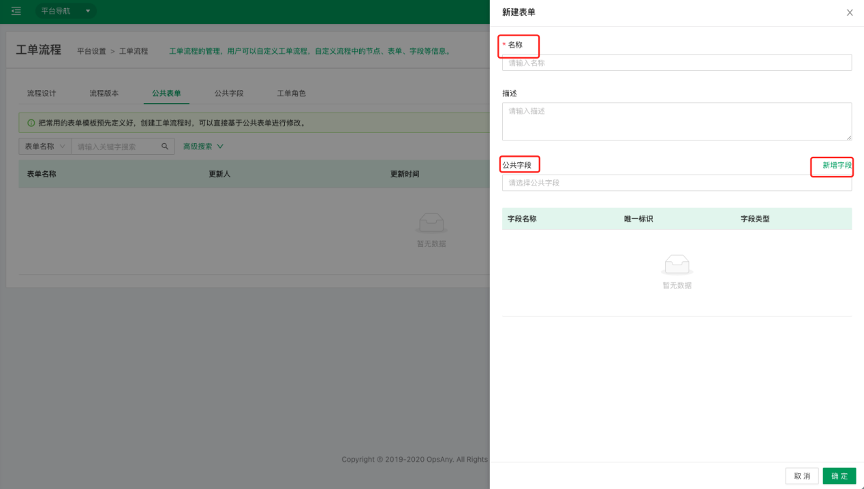 平台导航
工单流程
平台设置 > 工单流程
工单流程的管理，用户可以自定义工单流程，自定义流程中的节点、表单、字段等信息。
流程设计
流程版本
公共表单
公共字段
工单角色
把常用的表单模板预先定义好，创建工单流程时，可以直接基于公共表单进行修改。
表单名称
请输入关键字搜索
高级搜索
表单名称
更新人
更新时间
暂无数据
Copyright © 2019-2020 OpsAny. All Rights
新建表单
* 名称
请输入名称
描述
请输入描述
公共字段
新增字段
请选择公共字段
字段名称
唯一标识
字段类型
暂无数据
取 消
确 定